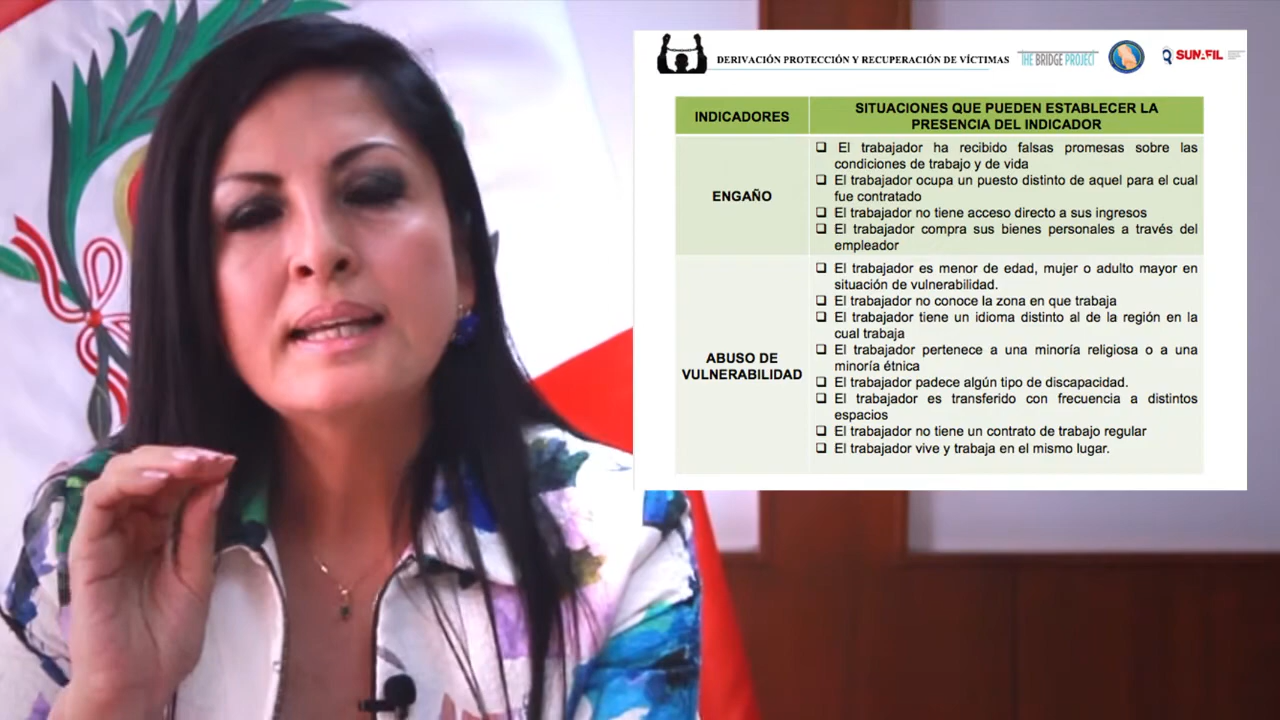 DERIVACIÓN PROTECCIÓN Y RECUPERACIÓN DE VÍCTIMAS
THE BRIDGE PROJECT
SUNAFIL
INDICADORES
SITUACIONES QUE PUEDEN ESTABLECER LA
PRESENCIA DEL INDICADOR
ENGAÑO
❑ El trabajador ha recibido falsas promesas sobre las
condiciones de trabajo y de vida
❑ El trabajador ocupa un puesto distinto de aquel para el cual
fue contratado
❑ El trabajador no tiene acceso directo a sus ingresos
❑ El trabajador compra sus bienes personales a través del
empleador
ABUSO DE
VULNERABILIDAD
❑ El trabajador es menor de edad, mujer o adulto mayor en
situación de vulnerabilidad.
❑ El trabajador no conoce la zona en que trabaja
❑ El trabajador tiene un idioma distinto al de la región en la
cual trabaja
❑ El trabajador pertenece a una minoría religiosa o a una
minoría étnica
❑ El trabajador padece algún tipo de discapacidad.
❑ El trabajador es transferido con frecuencia a distintos
espacios
❑ El trabajador no tiene un contrato de trabajo regular
❑ El trabajador vive y trabaja en el mismo lugar.